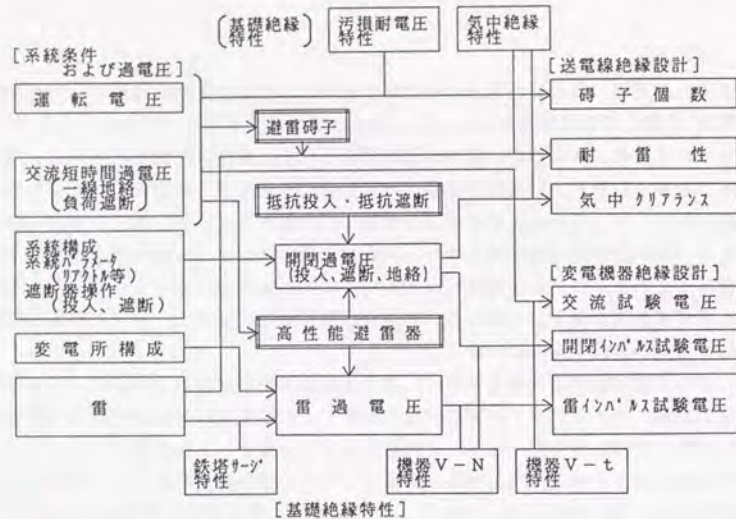 〔基礎絶縁
特性〕
汚損耐電圧
特性
気中絶縁
特性
[系統条件
および過電圧]
運転電圧
交流短時間過電圧
〔一線地絡
負荷遮断〕
系統構成
系統ﾊﾟﾗﾒｰﾀ
(ﾘｱｸﾄﾙ等)
遮断器操作
(投入、遮断)
変電所構成
雷
避雷碍子
抵抗投入・抵抗遮断
開閉過電圧
(投入、遮断、地絡)
高性能避雷器
雷過電圧
[送電線絶縁設計]
碍子個数
耐雷性
気中クリアランス
[変電機器絶縁設計]
交流試験電圧
開閉ｲﾝﾊﾟﾙｽ試験電圧
雷ｲﾝﾊﾟﾙｽ試験電圧
鉄塔ｻｰｼﾞ
特性
機器V-N
特性
機器V-t
特性
[基礎絶縁特性]